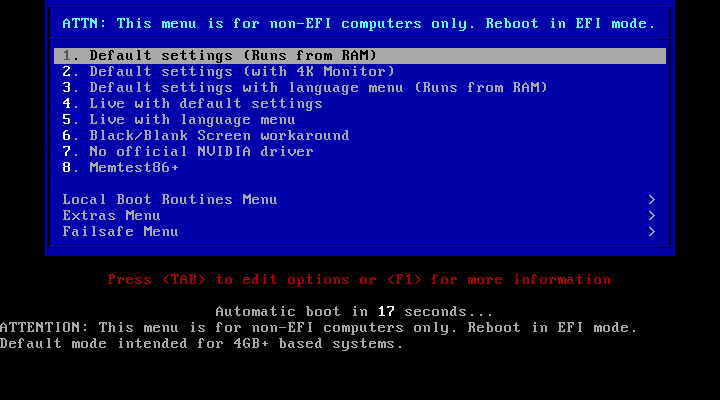 ATTN: This menu is for non-EFI computers only. Reboot in EFI mode.
1. Default settings (Runs from RAM)
2. Default settings (with 4K Monitor)
3. Default settings with language menu (Runs from RAM)
4. Live with default settings
5. Live with language menu
6. Black/Blank Screen workaround
7. No official NVIDIA driver
8. Memtest86+
Local Boot Routines Menu >
Extras Menu >
Failsafe Menu >
Press <TAB> to edit options or <F1> for more information
Automatic boot in 17 seconds...
ATTENTION: This menu is for non-EFI computers only. Reboot in EFI mode.
Default mode intended for 4GB+ based systems.